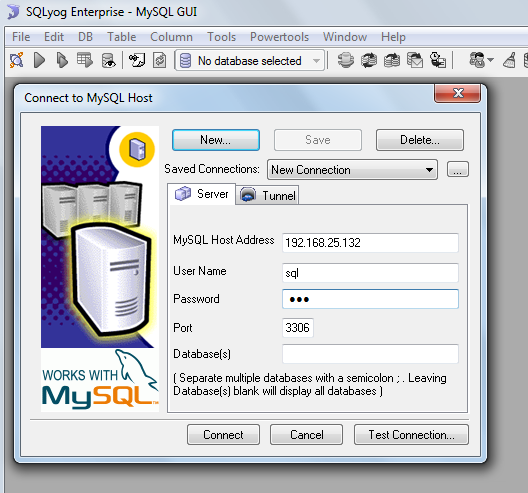 SQLyog Enterprise - MySQL GUI
File Edit DB Table Column Tools Powertools Window Help
No database selected
Connect to MySQL Host
New... Save Delete...
Saved Connections: New Connection ...
Server Tunnel
MySQL Host Address 192.168.25.132
User Name sql
Password •••
Port 3306
Database(s)
( Separate multiple databases with a semicolon ; . Leaving
Database(s) blank will display all databases )
WORKS WITH
MySQL™
Connect Cancel Test Connection...